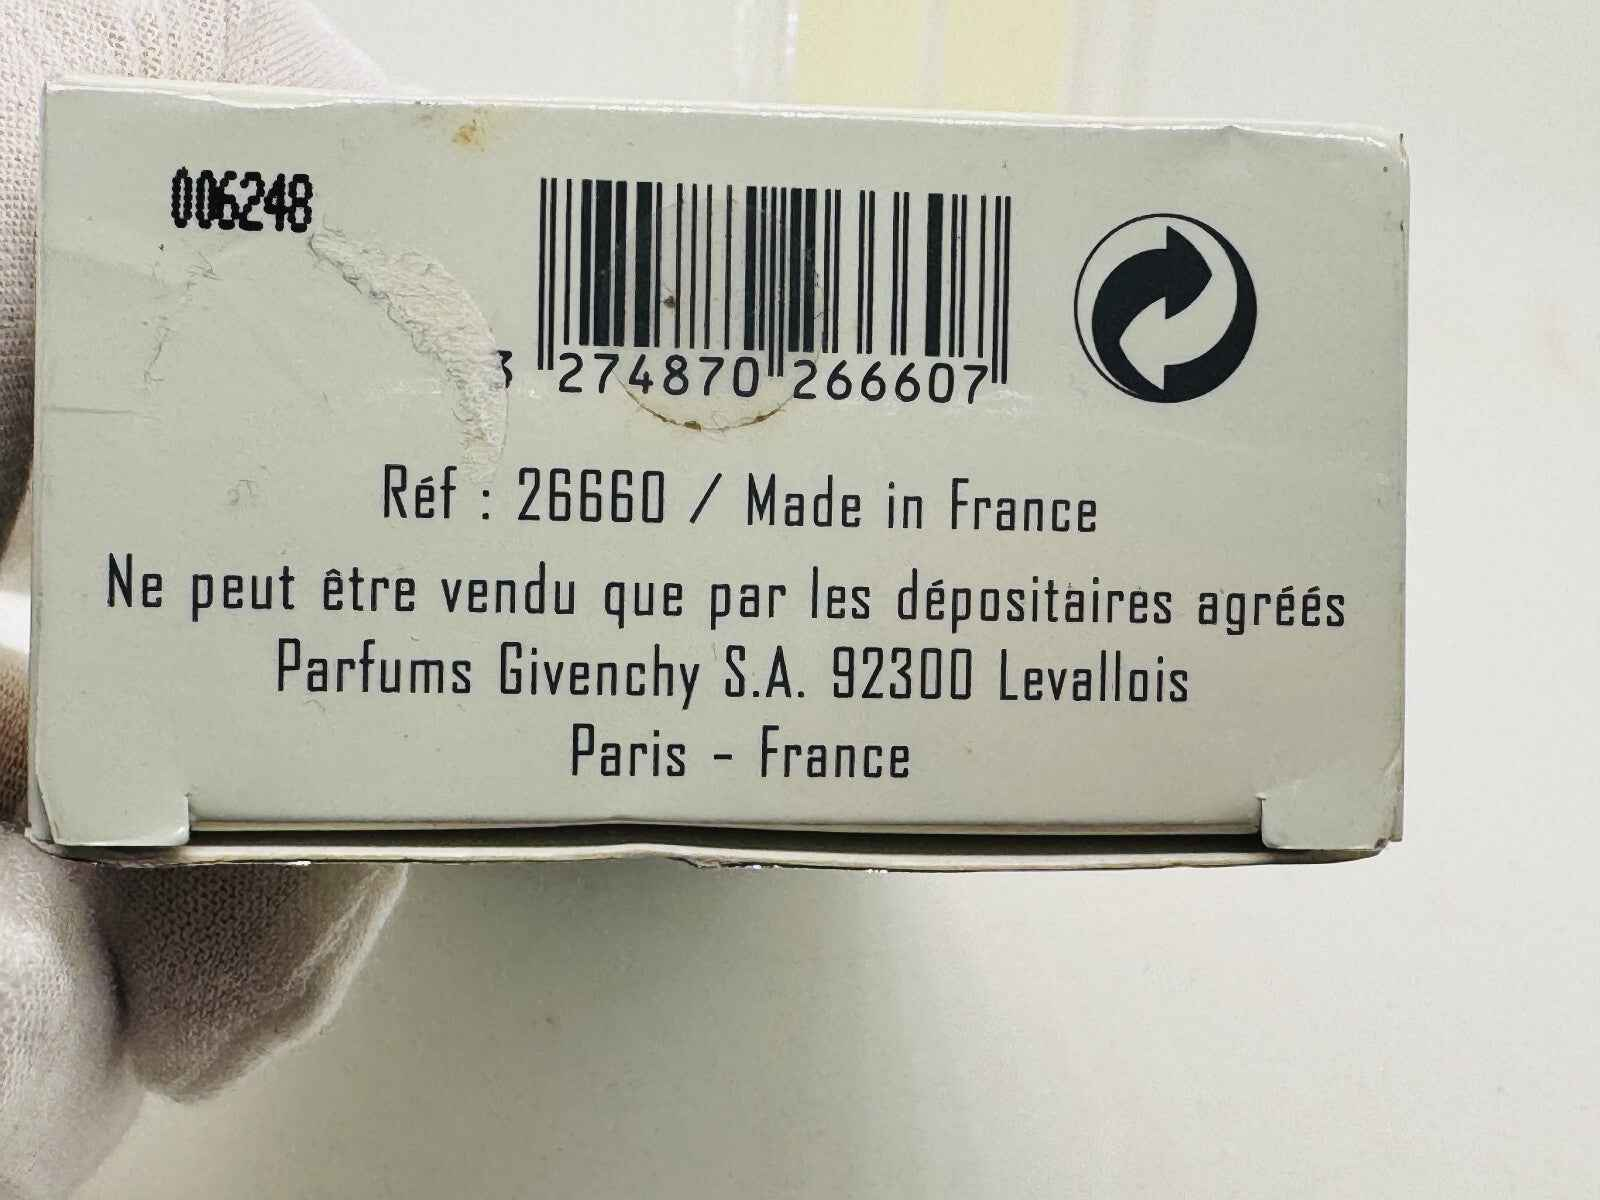 006248
3 274870 266607
Réf : 26660 / Made in France
Ne peut être vendu que par les dépositaires agréés
Parfums Givenchy S.A. 92300 Levallois
Paris - France